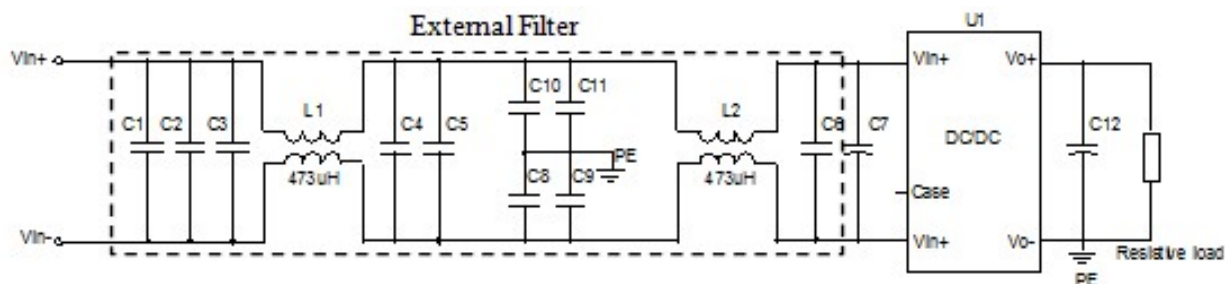 External Filter
U1
Vin+
Vin+
Vo+
C10
C11
L1
L2
C1
C2
C3
C4
C5
C6
C7
DC/DC
C12
PE
473uH
C8
C9
473uH
Case
Vin-
Vin+
Vo-
Resistive load
PE